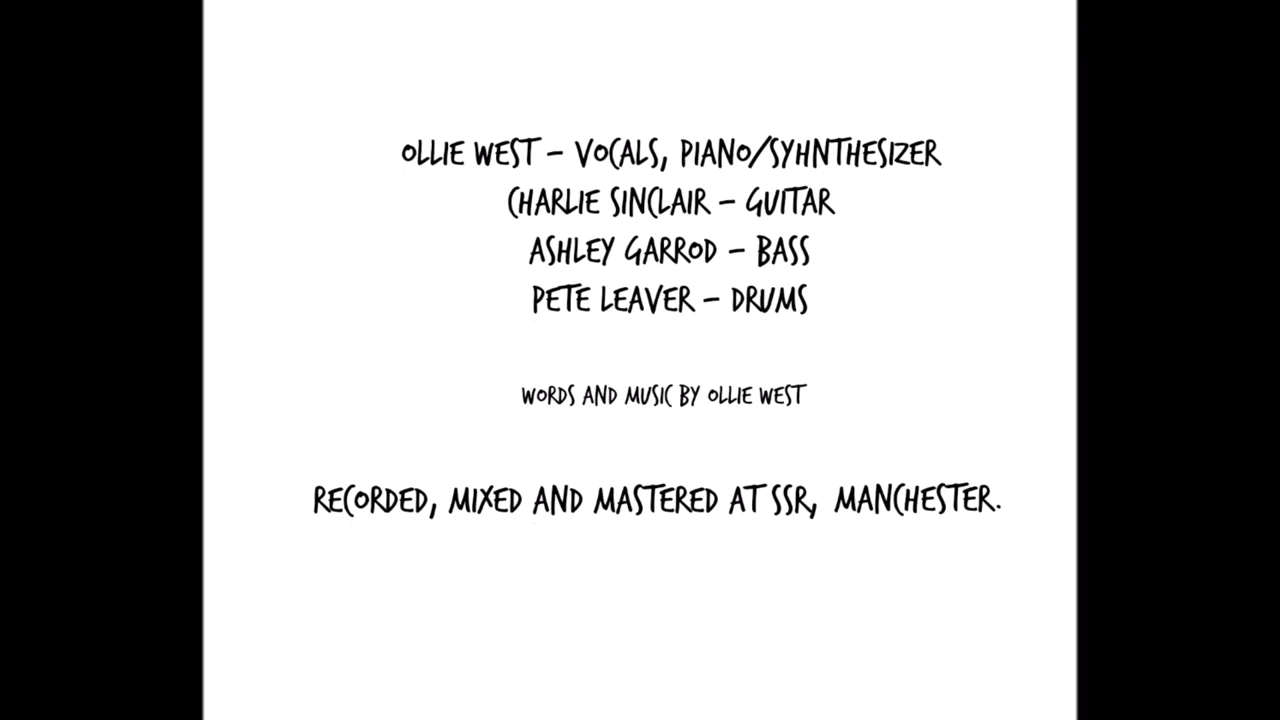 OLLIE WEST – VOCALS, PIANO/SYHNTHESIZER
CHARLIE SINCLAIR – GUITAR
ASHLEY GARROD – BASS
PETE LEAVER – DRUMS
WORDS AND MUSIC BY OLLIE WEST
RECORDED, MIXED AND MASTERED AT SSR, MANCHESTER.